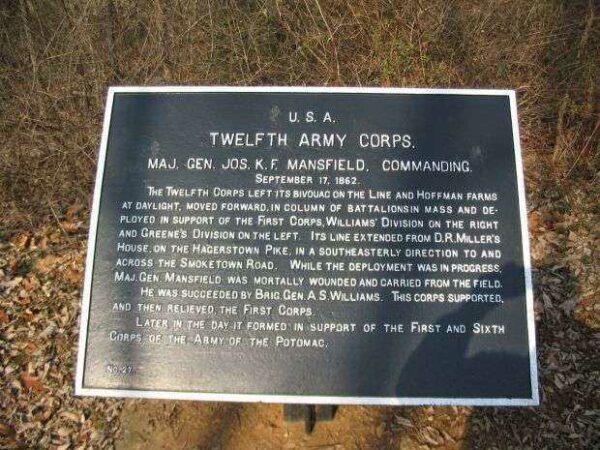 U. S. A.
TWELFTH ARMY CORPS.
MAJ. GEN. JOS. K. F. MANSFIELD, COMMANDING.
SEPTEMBER 17, 1862.
THE TWELFTH CORPS LEFT ITS BIVOUAC ON THE LINE AND HOFFMAN FARMS
AT DAYLIGHT, MOVED FORWARD, IN COLUMN OF BATTALIONS IN MASS AND DE-
PLOYED IN SUPPORT OF THE FIRST CORPS, WILLIAMS' DIVISION ON THE RIGHT
AND GREENE'S DIVISION ON THE LEFT. ITS LINE EXTENDED FROM D.R. MILLER'S
HOUSE, ON THE HAGERSTOWN PIKE, IN A SOUTHEASTERLY DIRECTION TO AND
ACROSS THE SMOKETOWN ROAD. WHILE THE DEPLOYMENT WAS IN PROGRESS,
MAJ. GEN. MANSFIELD WAS MORTALLY WOUNDED AND CARRIED FROM THE FIELD.
HE WAS SUCCEEDED BY BRIG. GEN. A.S. WILLIAMS. THIS CORPS SUPPORTED,
AND THEN RELIEVED, THE FIRST CORPS.
LATER IN THE DAY IT FORMED IN SUPPORT OF THE FIRST AND SIXTH
CORPS OF THE ARMY OF THE POTOMAC.
NO. 27.